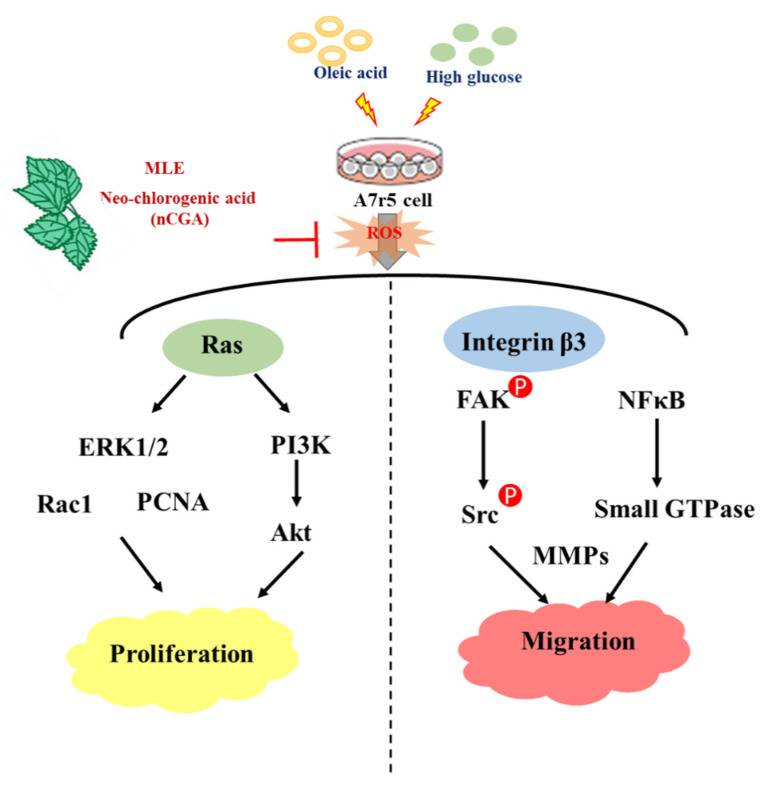 Oleic acid
High glucose
MLE
Neo-chlorogenic acid
(nCGA)
A7r5 cell
ROS
Ras
Integrin β3
FAK
P
NFκB
ERK1/2
PI3K
Rac1
PCNA
Src
P
Small GTPase
Akt
MMPs
Proliferation
Migration